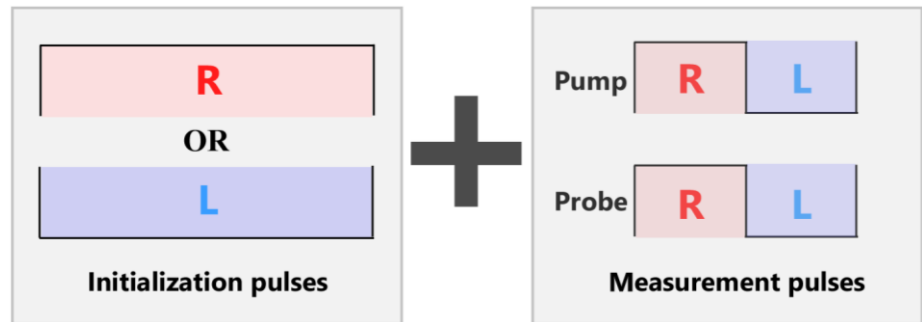 R
OR
L
Initialization pulses
Pump R L
Probe R L
Measurement pulses